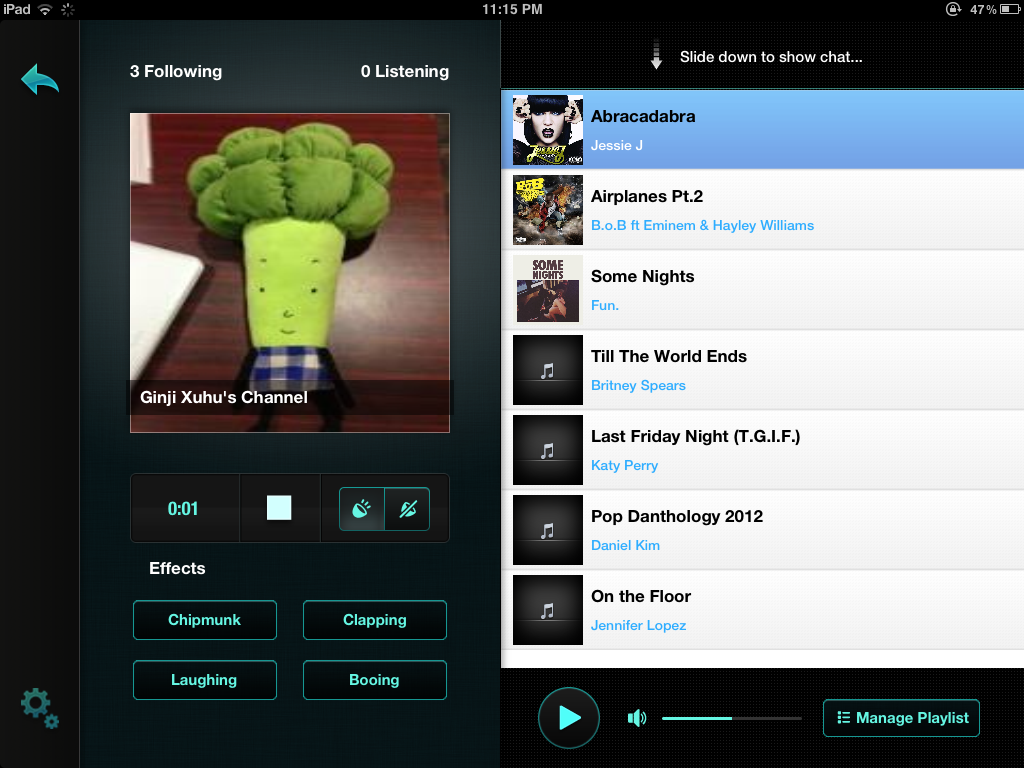 iPad
11:15 PM
47%
3 Following
0 Listening
Ginji Xuhu's Channel
0:01
Effects
Chipmunk
Clapping
Laughing
Booing
Slide down to show chat...
Abracadabra
Jessie J
Airplanes Pt.2
B.o.B ft Eminem & Hayley Williams
SOME
NIGHTS
Some Nights
Fun.
Till The World Ends
Britney Spears
Last Friday Night (T.G.I.F.)
Katy Perry
Pop Danthology 2012
Daniel Kim
On the Floor
Jennifer Lopez
Manage Playlist